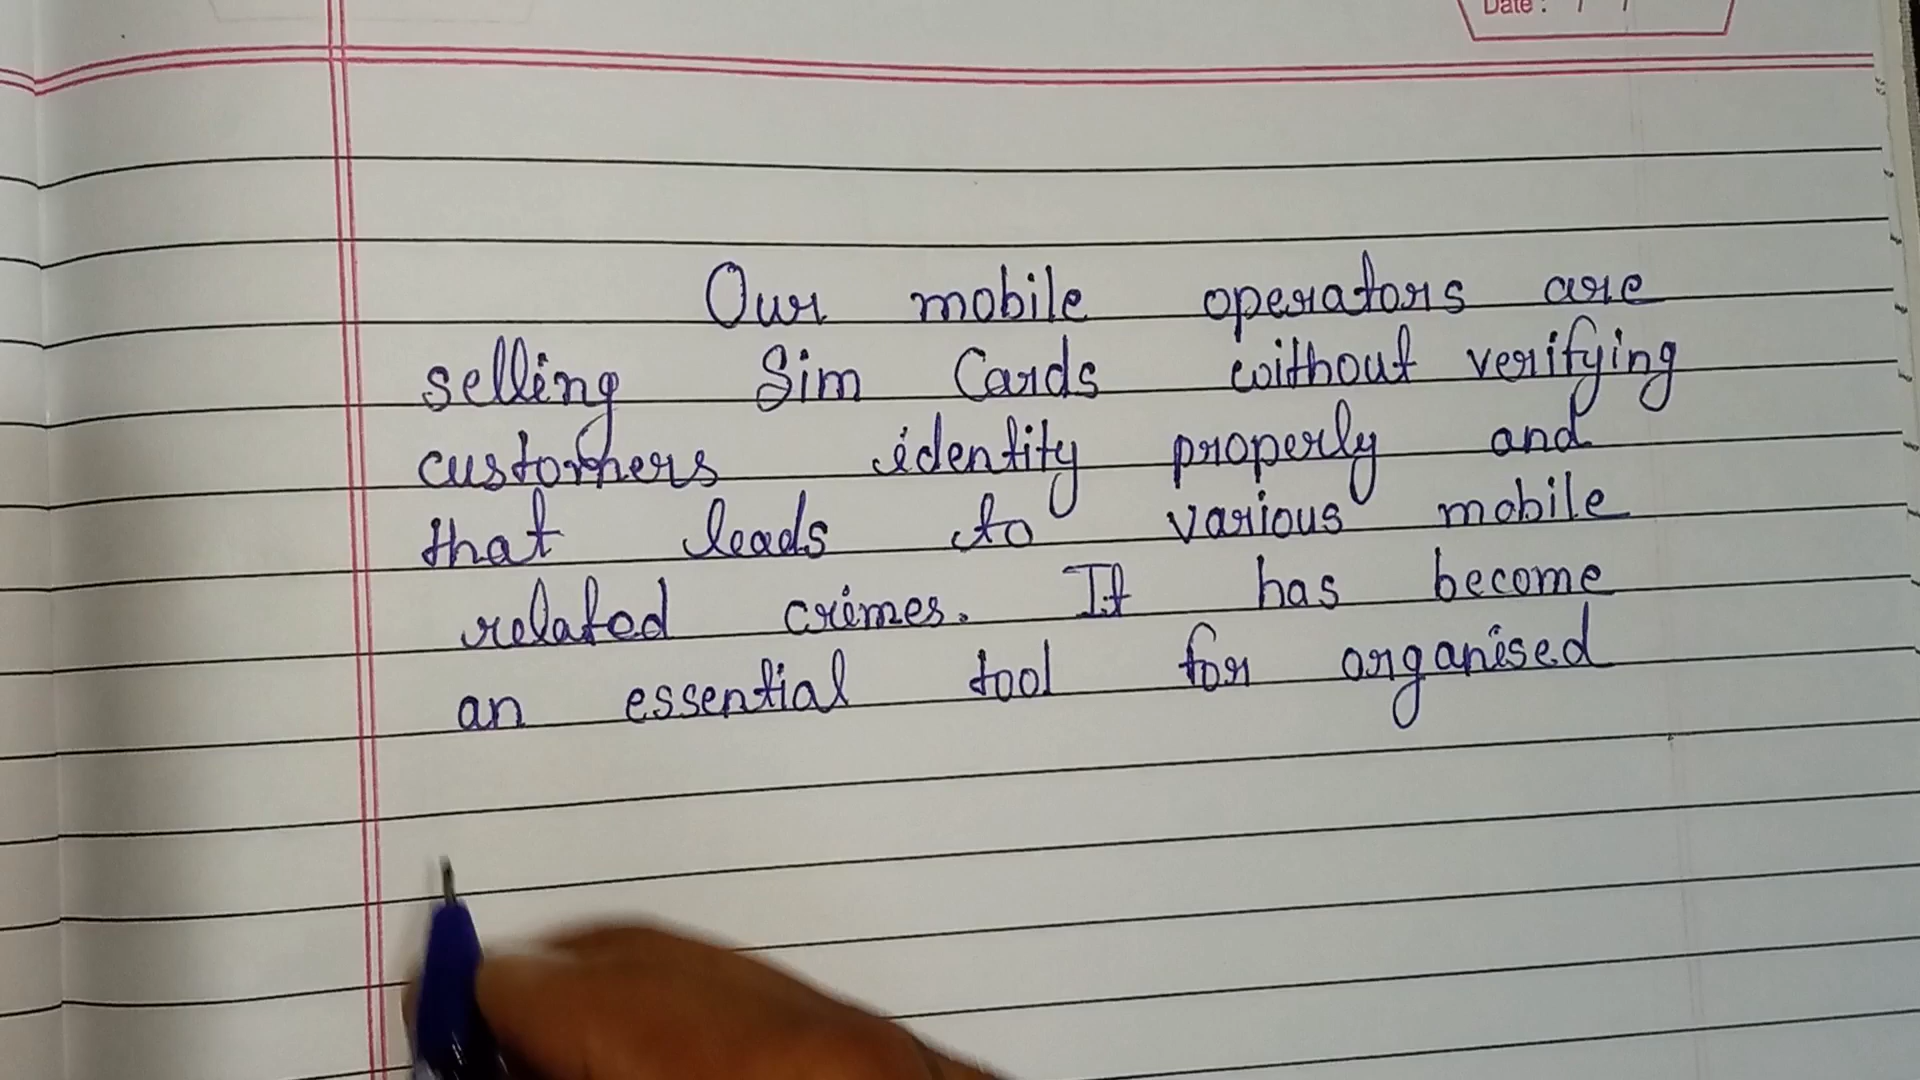 Date : / /
Our mobile operators are
selling Sim Cards without verifying
customers identity properly and
that leads to various mobile
related crimes. It has become
an essential tool for organised